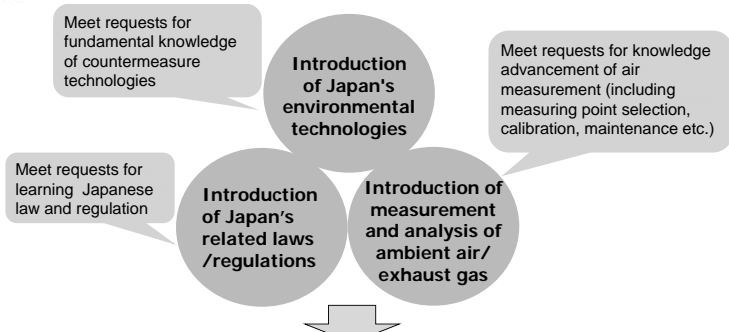 Meet requests for
fundamental knowledge
of countermeasure
technologies
Introduction
of Japan's
environmental
technologies
Meet requests for knowledge
advancement of air
measurement (including
measuring point selection,
calibration, maintenance etc.)
Meet requests for
learning Japanese
law and regulation
Introduction
of Japan's
related laws
/regulations
Introduction of
measurement
and analysis of
ambient air/
exhaust gas